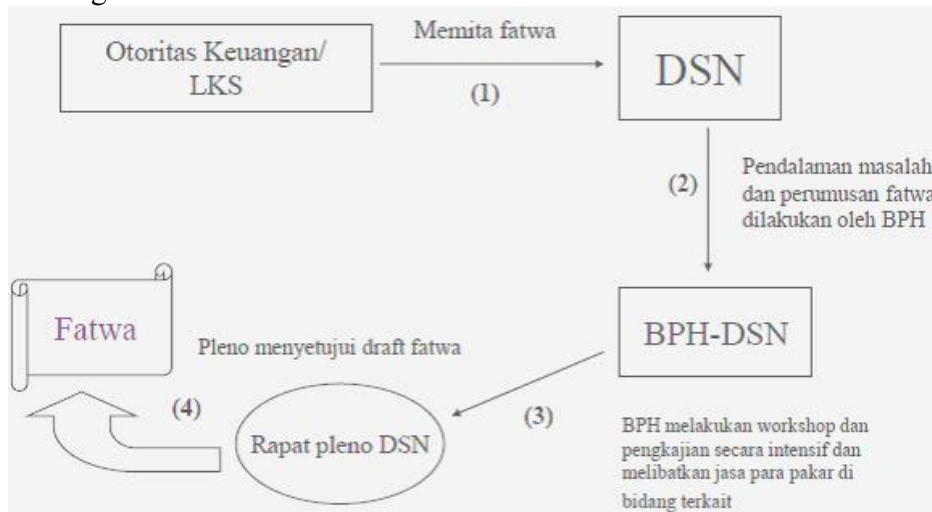 Otoritas Keuangan/
LKS
Memita fatwa
(1)
DSN
(2)
Pendalaman masalah
dan perumusan fatwa
dilakukan oleh BPH
BPH-DSN
BPH melakukan workshop dan
pengkajian secara intensif dan
melibatkan jasa para pakar di
bidang terkait
(3)
Rapat pleno DSN
Pleno menyetujui draft fatwa
(4)
Fatwa